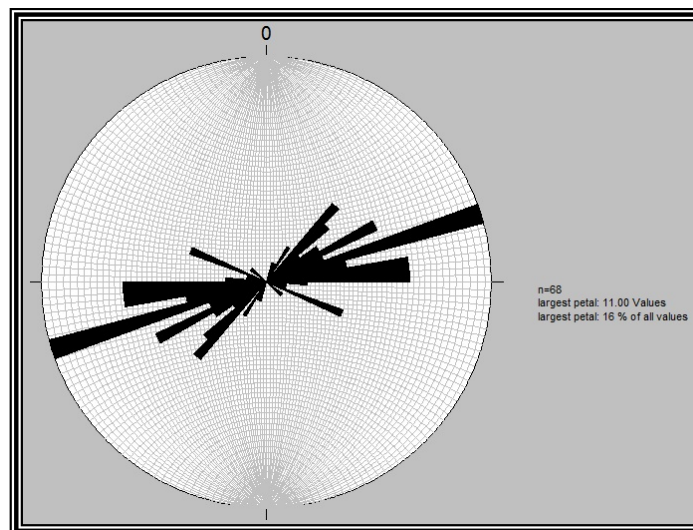 0
n=68
largest petal: 11.00 Values
largest petal: 16 % of all values